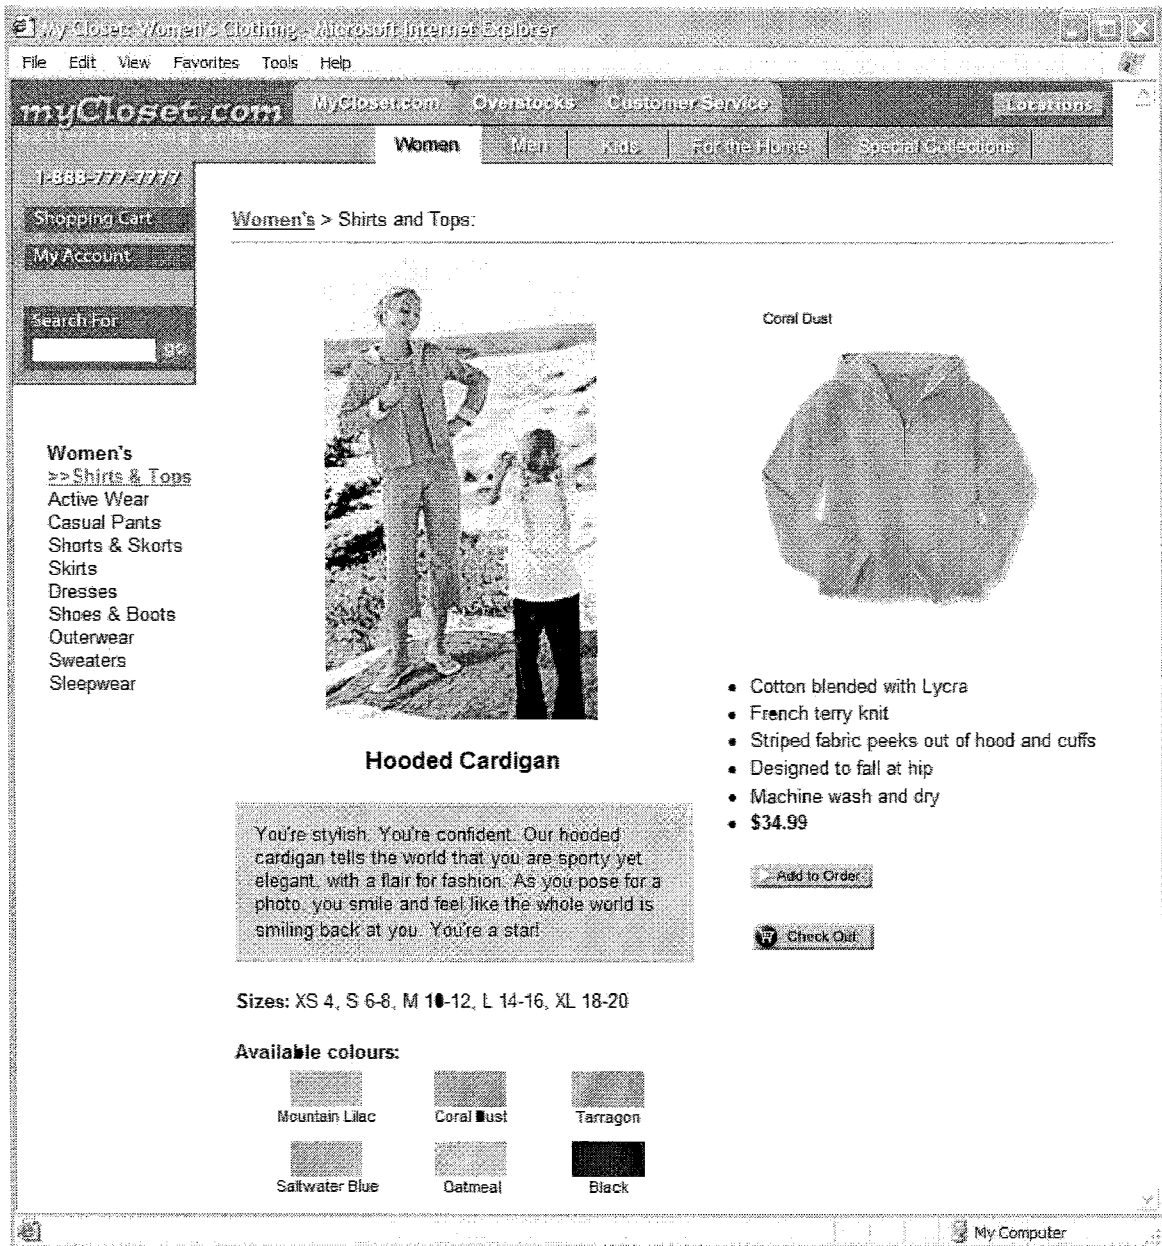 My Closet: Women's Clothing - Microsoft Internet Explorer
File Edit View Favorites Tools Help
myCloset.com MyCloset.com Overstocks Customer Service Locations
Women Men Kids For the Home Special Collections
1-888-777-7777
Shopping Cart
My Account
Search For
go
Women's > Shirts and Tops:
Coral Dust
Women's
>>Shirts & Tops
Active Wear
Casual Pants
Shorts & Skorts
Skirts
Dresses
Shoes & Boots
Outerwear
Sweaters
Sleepwear
Hooded Cardigan
You're stylish. You're confident. Our hooded
cardigan tells the world that you are sporty yet
elegant, with a flair for fashion. As you pose for a
photo, you smile and feel like the whole world is
smiling back at you. You're a star!
• Cotton blended with Lycra
• French terry knit
• Striped fabric peeks out of hood and cuffs
• Designed to fall at hip
• Machine wash and dry
• $34.99
Add to Order
Check Out
Sizes: XS 4, S 6-8, M 10-12, L 14-16, XL 18-20
Available colours:
Mountain Lilac Coral Dust Tarragon
Saltwater Blue Oatmeal Black
My Computer